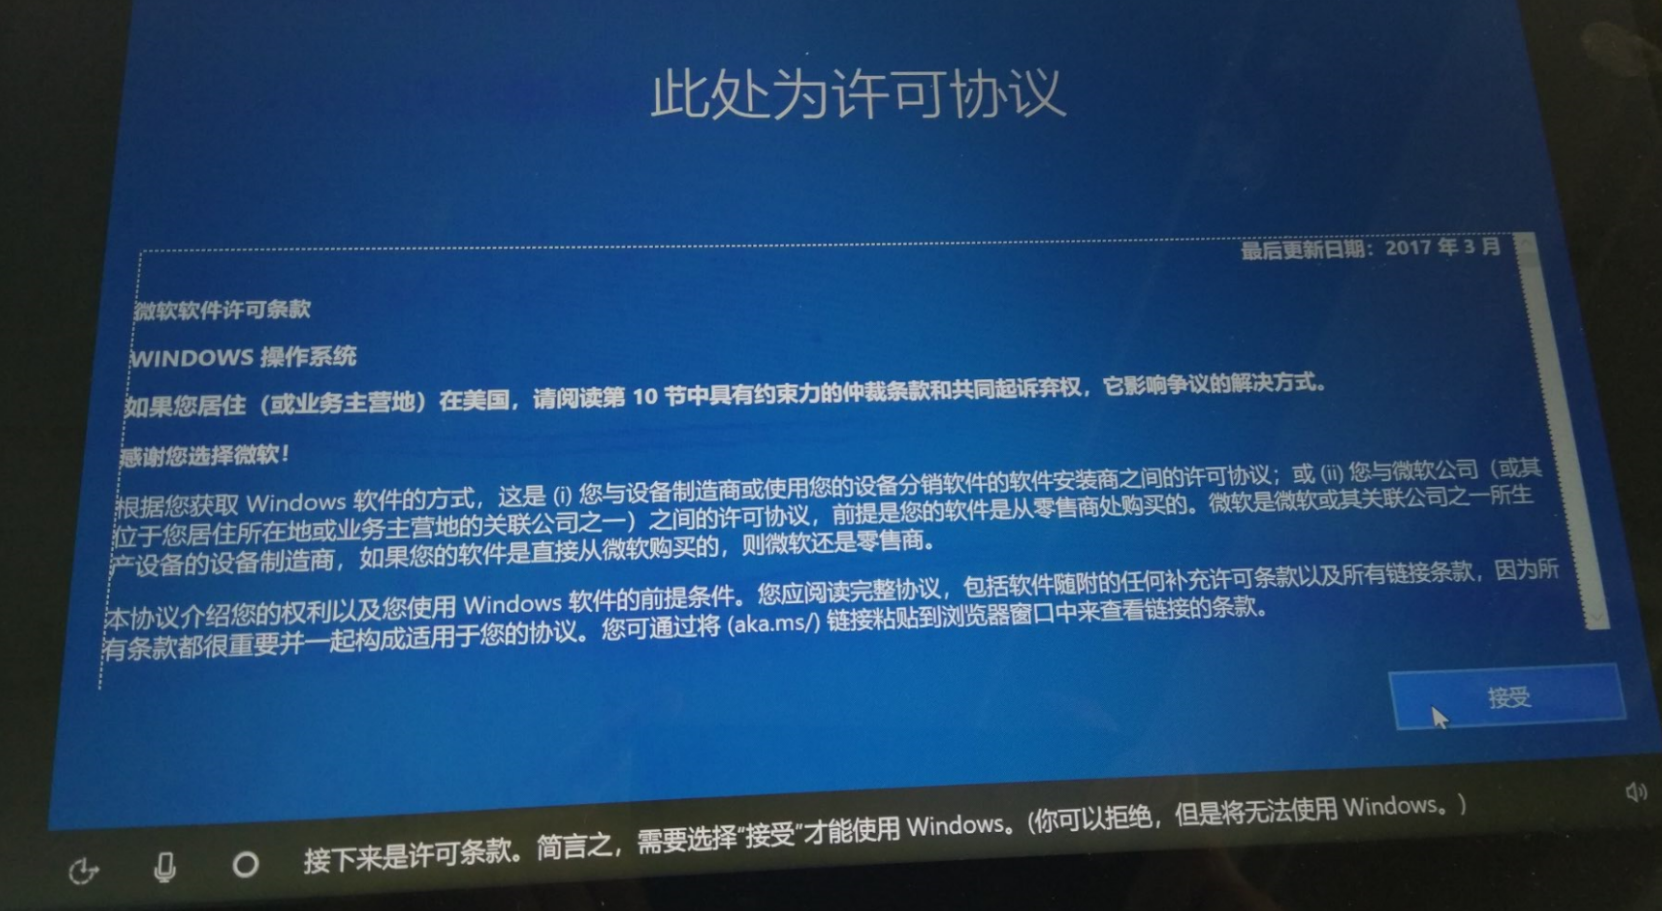 此处为许可协议
最后更新日期：2017 年 3 月
微软软件许可条款
WINDOWS 操作系统
如果您居住（或业务主营地）在美国，请阅读第 10 节中具有约束力的仲裁条款和共同起诉弃权，它影响争议的解决方式。
感谢您选择微软！
根据您获取 Windows 软件的方式，这是 (i) 您与设备制造商或使用您的设备分销软件的软件安装商之间的许可协议；或 (ii) 您与微软公司（或其
位于您居住所在地或业务主营地的关联公司之一）之间的许可协议，前提是您的软件是从零售商处购买的。微软是微软或其关联公司之一所生
产设备的设备制造商，如果您的软件是直接从微软购买的，则微软还是零售商。
本协议介绍您的权利以及您使用 Windows 软件的前提条件。您应阅读完整协议，包括软件随附的任何补充许可条款以及所有链接条款，因为所
有条款都很重要并一起构成适用于您的协议。您可通过将 (aka.ms/) 链接粘贴到浏览器窗口中来查看链接的条款。
接受
接下来是许可条款。简言之，需要选择“接受”才能使用 Windows。(你可以拒绝，但是将无法使用 Windows。)